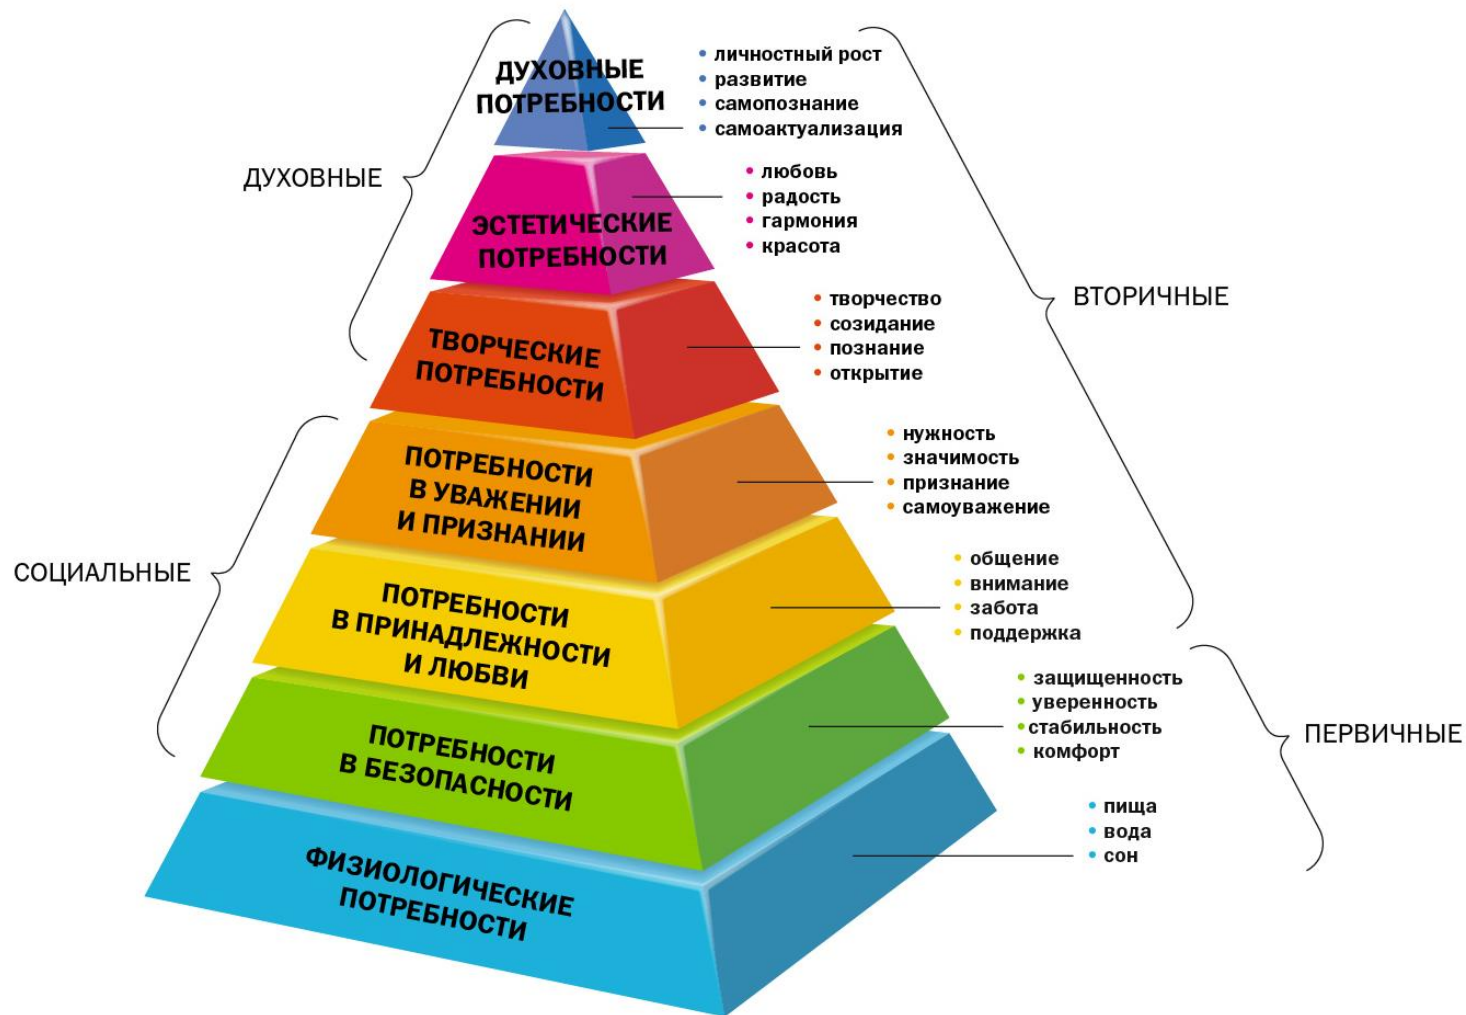 ДУХОВНЫЕ
ПОТРЕБНОСТИ
• личностный рост
• развитие
• самопознание
• самоактуализация
ДУХОВНЫЕ
ЭСТЕТИЧЕСКИЕ
ПОТРЕБНОСТИ
• любовь
• радость
• гармония
• красота
ВТОРИЧНЫЕ
ТВОРЧЕСКИЕ
ПОТРЕБНОСТИ
• творчество
• созидание
• познание
• открытие
ПОТРЕБНОСТИ
В УВАЖЕНИИ
И ПРИЗНАНИИ
• нужность
• значимость
• признание
• самоуважение
СОЦИАЛЬНЫЕ
ПОТРЕБНОСТИ
В ПРИНАДЛЕЖНОСТИ
И ЛЮБВИ
• общение
• внимание
• забота
• поддержка
ПОТРЕБНОСТИ
В БЕЗОПАСНОСТИ
• защищенность
• уверенность
• стабильность
• комфорт
ПЕРВИЧНЫЕ
ФИЗИОЛОГИЧЕСКИЕ
ПОТРЕБНОСТИ
• пища
• вода
• сон